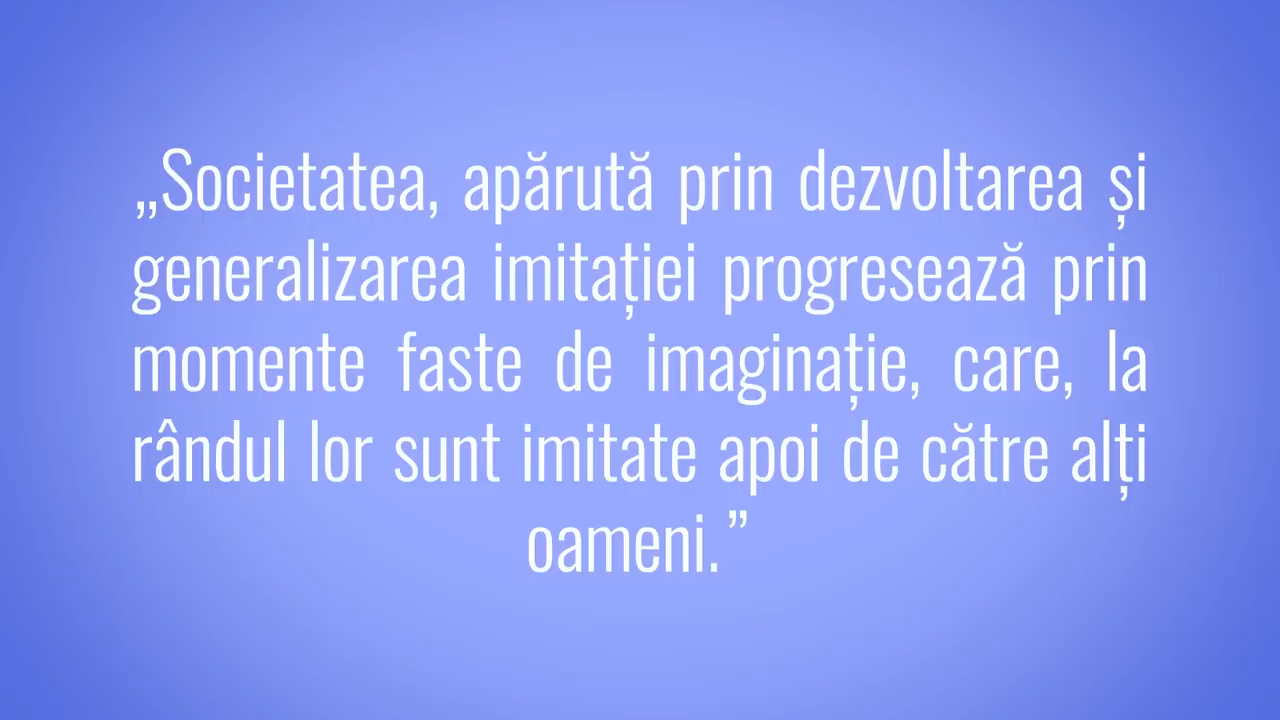 „Societatea, apărută prin dezvoltarea și
generalizarea imitației progresează prin
momente faste de imaginație, care, la
rândul lor sunt imitate apoi de către alți
oameni.”